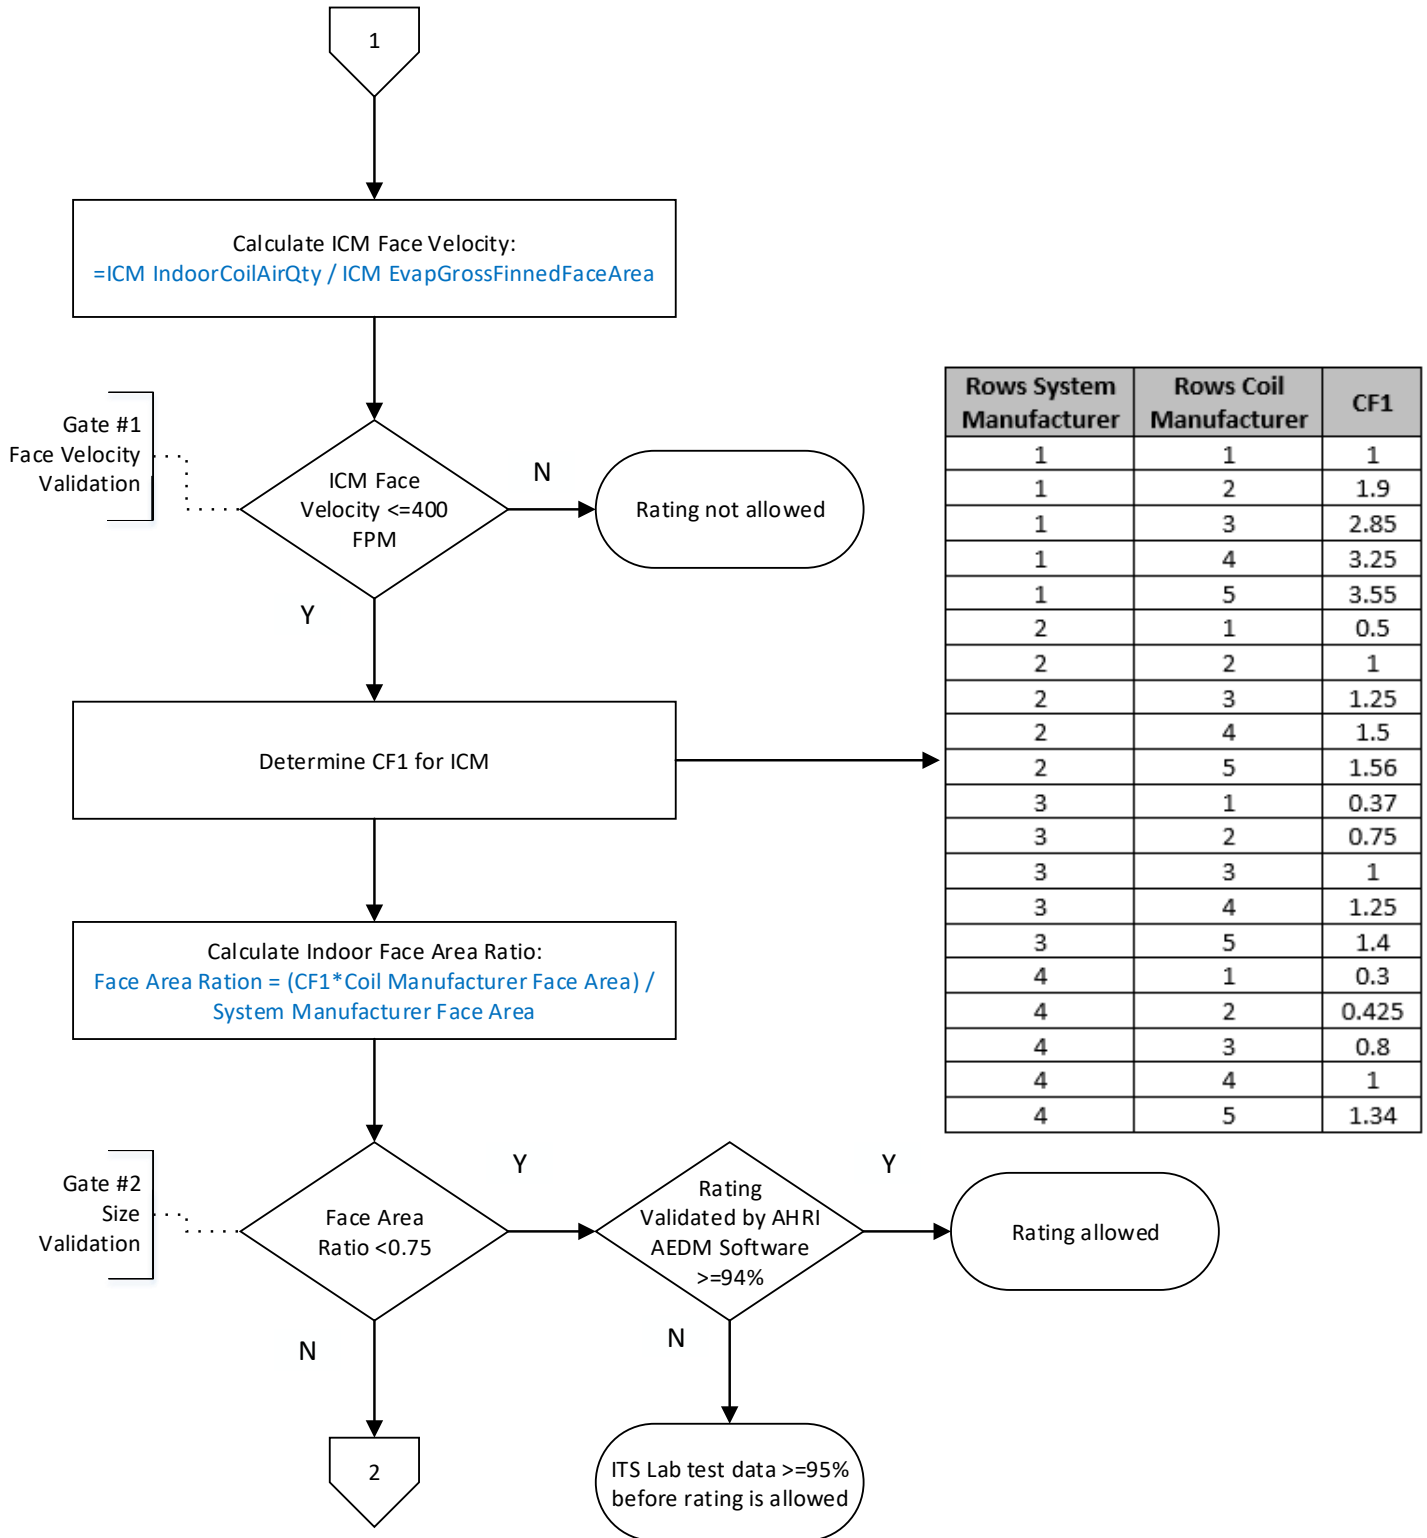 1
Calculate ICM Face Velocity:
=ICM IndoorCoilAirQty / ICM EvapGrossFinnedFaceArea
Gate #1
Face Velocity
Validation
ICM Face
Velocity <=400
FPM
N
Rating not allowed
Y
Determine CF1 for ICM
Rows System Manufacturer Rows Coil Manufacturer CF1
1 1 1
1 2 1.9
1 3 2.85
1 4 3.25
1 5 3.55
2 1 0.5
2 2 1
2 3 1.25
2 4 1.5
2 5 1.56
3 1 0.37
3 2 0.75
3 3 1
3 4 1.25
3 5 1.4
4 1 0.3
4 2 0.425
4 3 0.8
4 4 1
4 5 1.34
Calculate Indoor Face Area Ratio:
Face Area Ration = (CF1*Coil Manufacturer Face Area) /
System Manufacturer Face Area
Gate #2
Size
Validation
Face Area
Ratio <0.75
Y
Rating
Validated by AHRI
AEDM Software
>=94%
Y
Rating allowed
N
N
2
ITS Lab test data >=95%
before rating is allowed